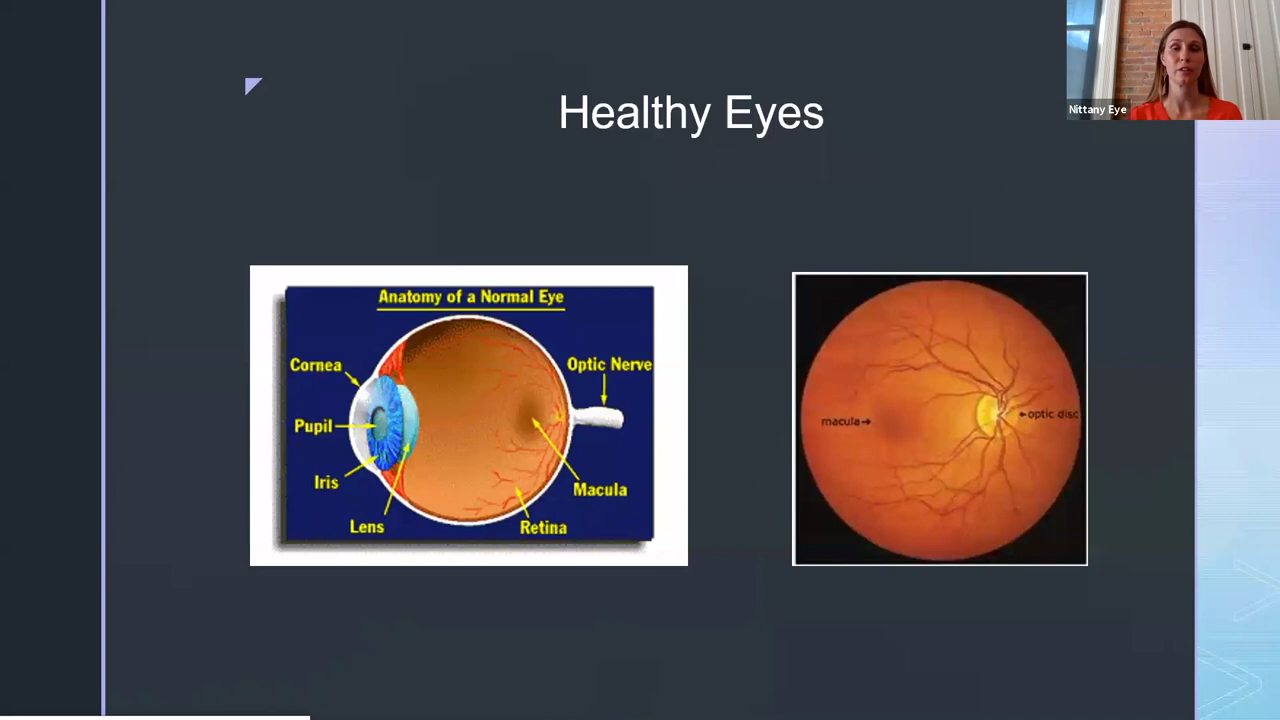 Nittany Eye
Healthy Eyes
Anatomy of a Normal Eye
Cornea
Optic Nerve
Pupil
Iris
Macula
Lens
Retina
macula
optic disc